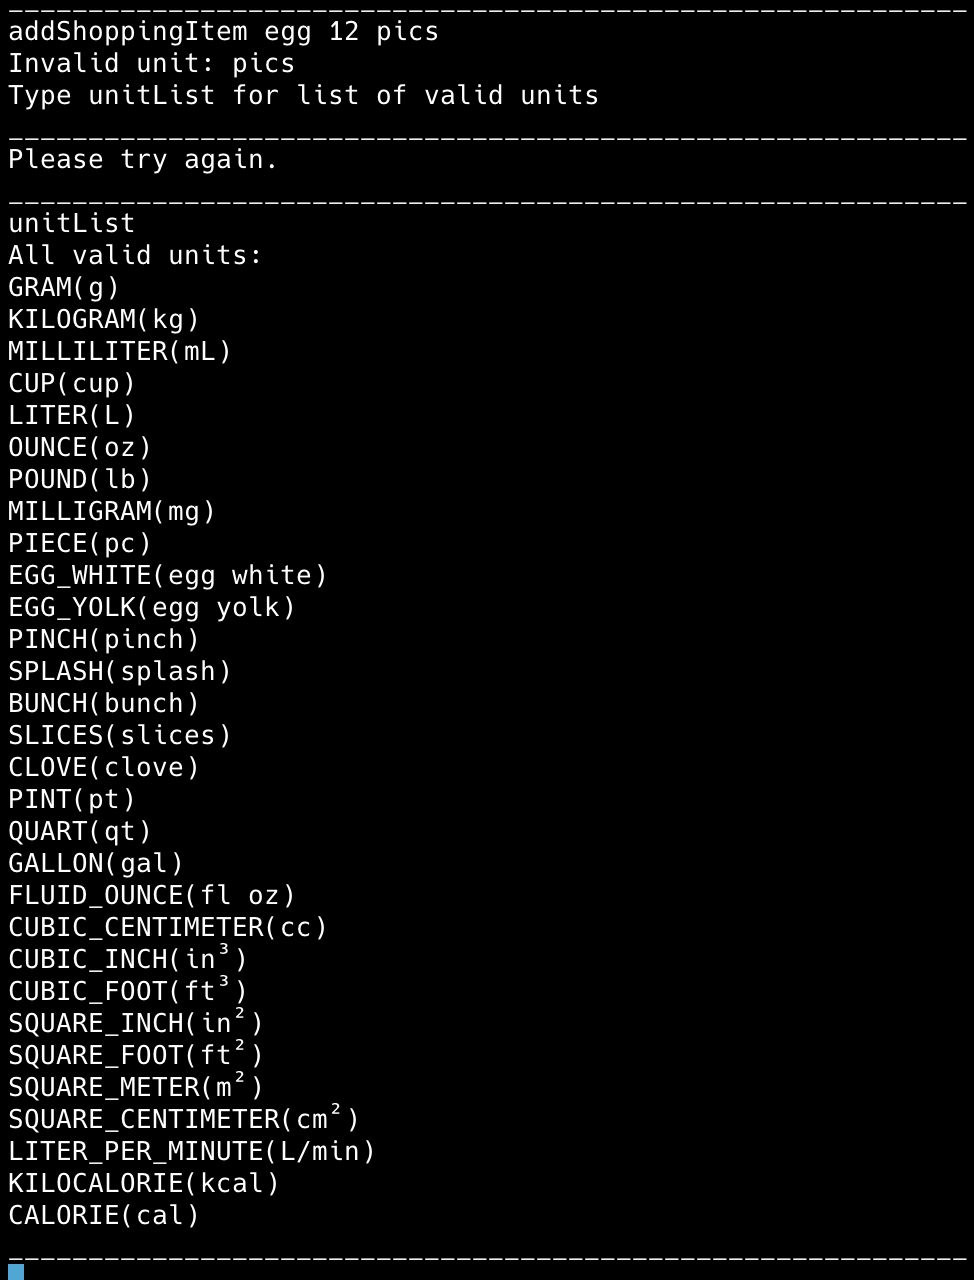 ____________________________________________________________
addShoppingItem egg 12 pics
Invalid unit: pics
Type unitList for list of valid units
____________________________________________________________
Please try again.
____________________________________________________________
unitList
All valid units:
GRAM(g)
KILOGRAM(kg)
MILLILITER(mL)
CUP(cup)
LITER(L)
OUNCE(oz)
POUND(lb)
MILLIGRAM(mg)
PIECE(pc)
EGG_WHITE(egg white)
EGG_YOLK(egg yolk)
PINCH(pinch)
SPLASH(splash)
BUNCH(bunch)
SLICES(slices)
CLOVE(clove)
PINT(pt)
QUART(qt)
GALLON(gal)
FLUID_OUNCE(fl oz)
CUBIC_CENTIMETER(cc)
CUBIC_INCH(in³)
CUBIC_FOOT(ft³)
SQUARE_INCH(in²)
SQUARE_FOOT(ft²)
SQUARE_METER(m²)
SQUARE_CENTIMETER(cm²)
LITER_PER_MINUTE(L/min)
KILOCALORIE(kcal)
CALORIE(cal)
____________________________________________________________